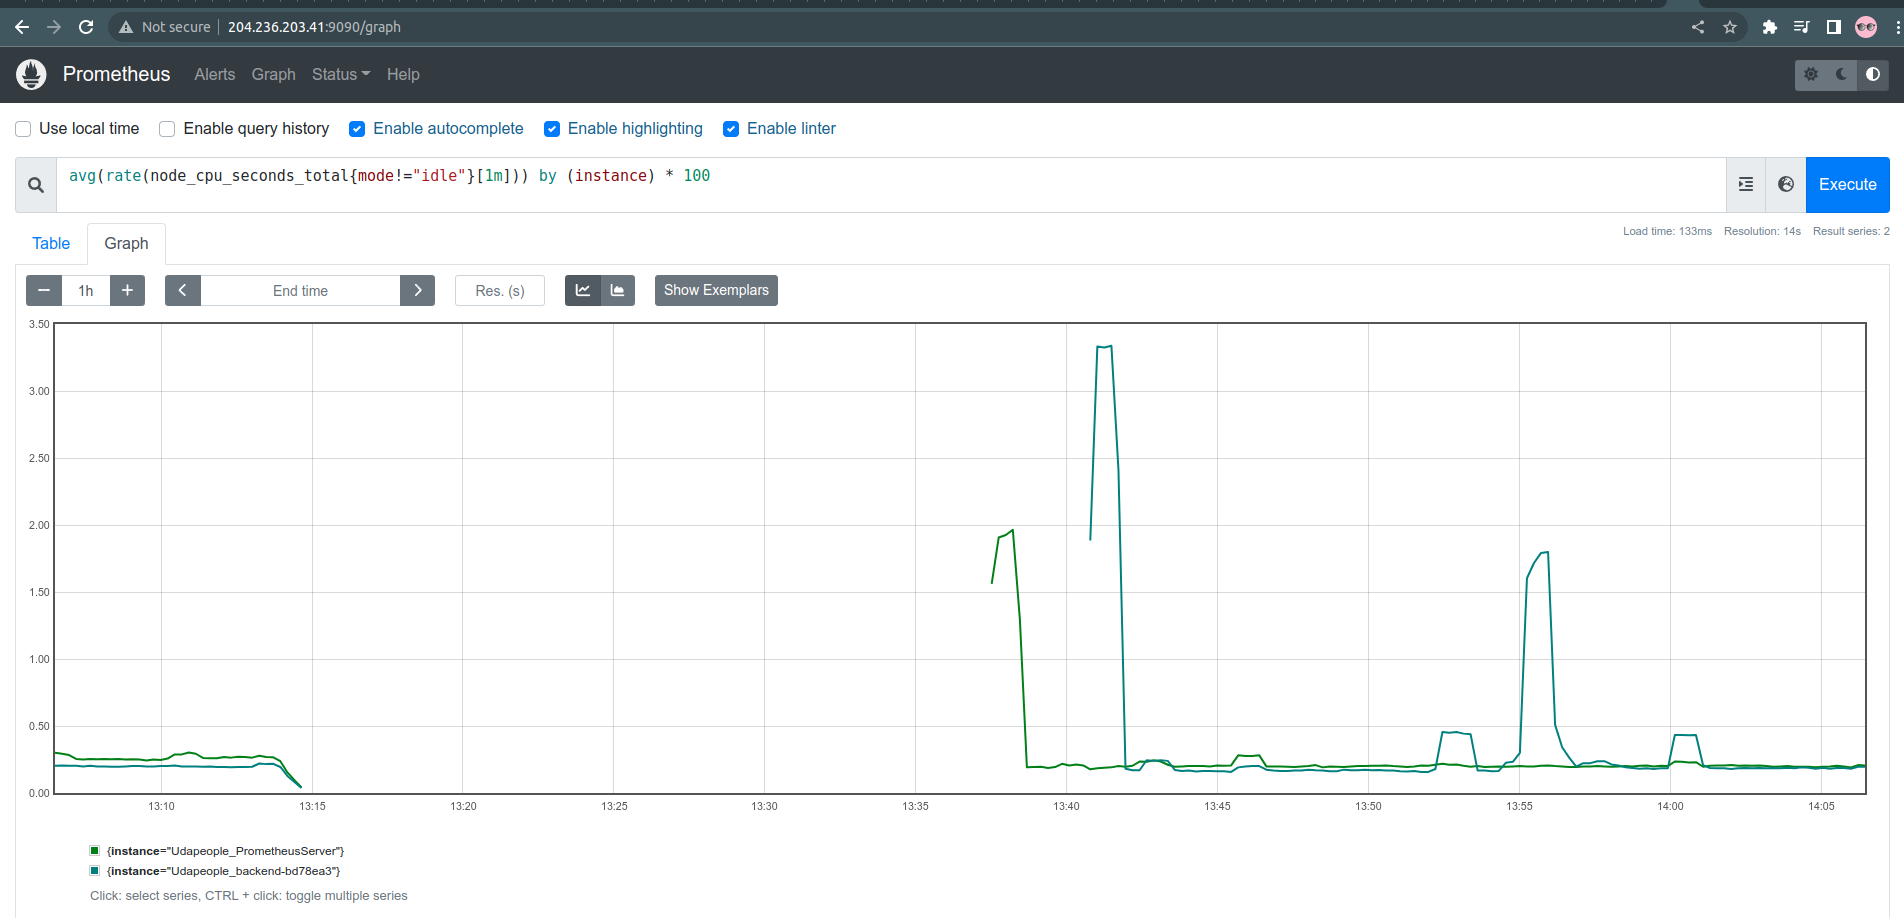 Not secure 204.236.203.41:9090/graph
Prometheus Alerts Graph Status Help
Use local time Enable query history Enable autocomplete Enable highlighting Enable linter
avg(rate(node_cpu_seconds_total{mode!="idle"}[1m])) by (instance) * 100
Execute
Table Graph
Load time: 133ms Resolution: 14s Result series: 2
1h End time Res. (s) Show Exemplars
3.50
3.00
2.50
2.00
1.50
1.00
0.50
0.00
13:10 13:15 13:20 13:25 13:30 13:35 13:40 13:45 13:50 13:55 14:00 14:05
{instance="Udapeople_PrometheusServer"}
{instance="Udapeople_backend-bd78ea3"}
Click: select series, CTRL + click: toggle multiple series